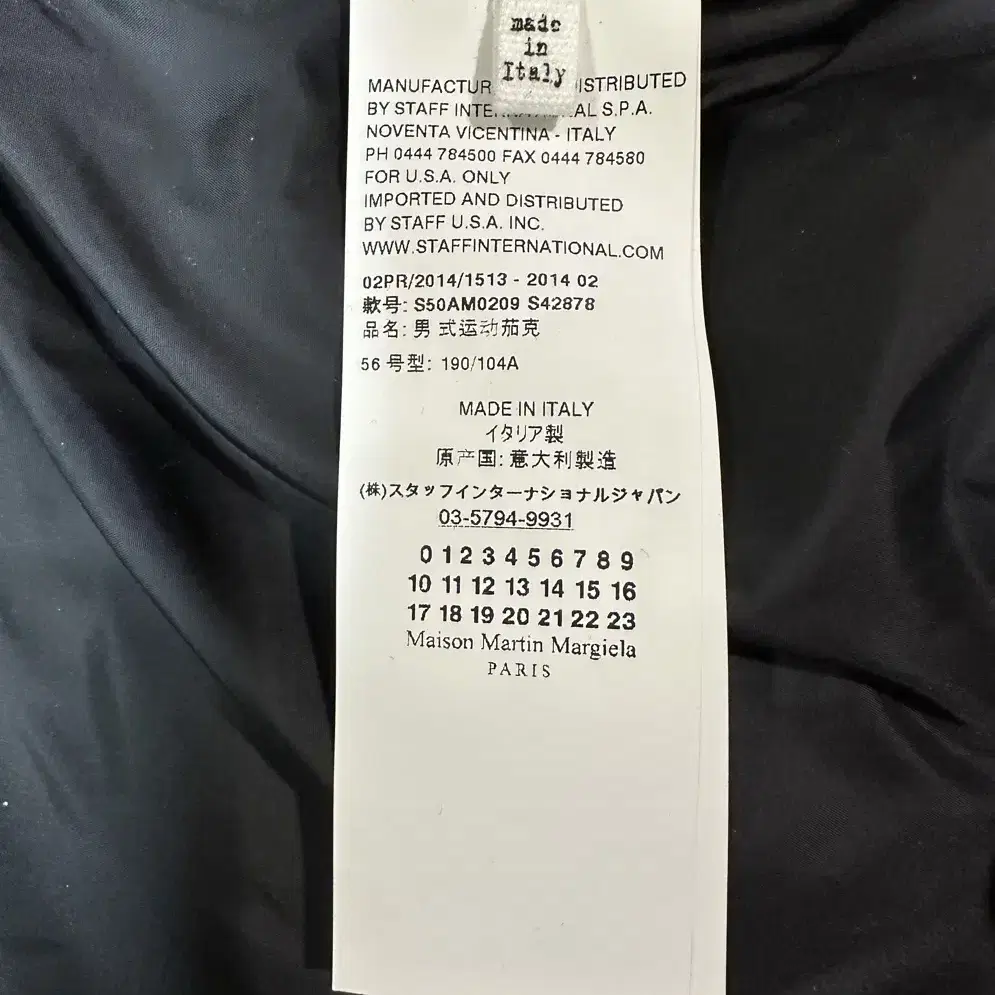 made
in
Italy
MANUFACTUR ISTRIBUTED
BY STAFF INTE AL S.P.A.
NOVENTA VICENTINA - ITALY
PH 0444 784500 FAX 0444 784580
FOR U.S.A. ONLY
IMPORTED AND DISTRIBUTED
BY STAFF U.S.A. INC.
WWW.STAFFINTERNATIONAL.COM
02PR/2014/1513 - 2014 02
款号: S50AM0209 S42878
品名: 男式运动茄克
56 号型: 190/104A
MADE IN ITALY
イタリア製
原产国: 意大利製造
(株)スタッフインターナショナルジャパン
03-5794-9931
0 1 2 3 4 5 6 7 8 9
10 11 12 13 14 15 16
17 18 19 20 21 22 23
Maison Martin Margiela
PARIS